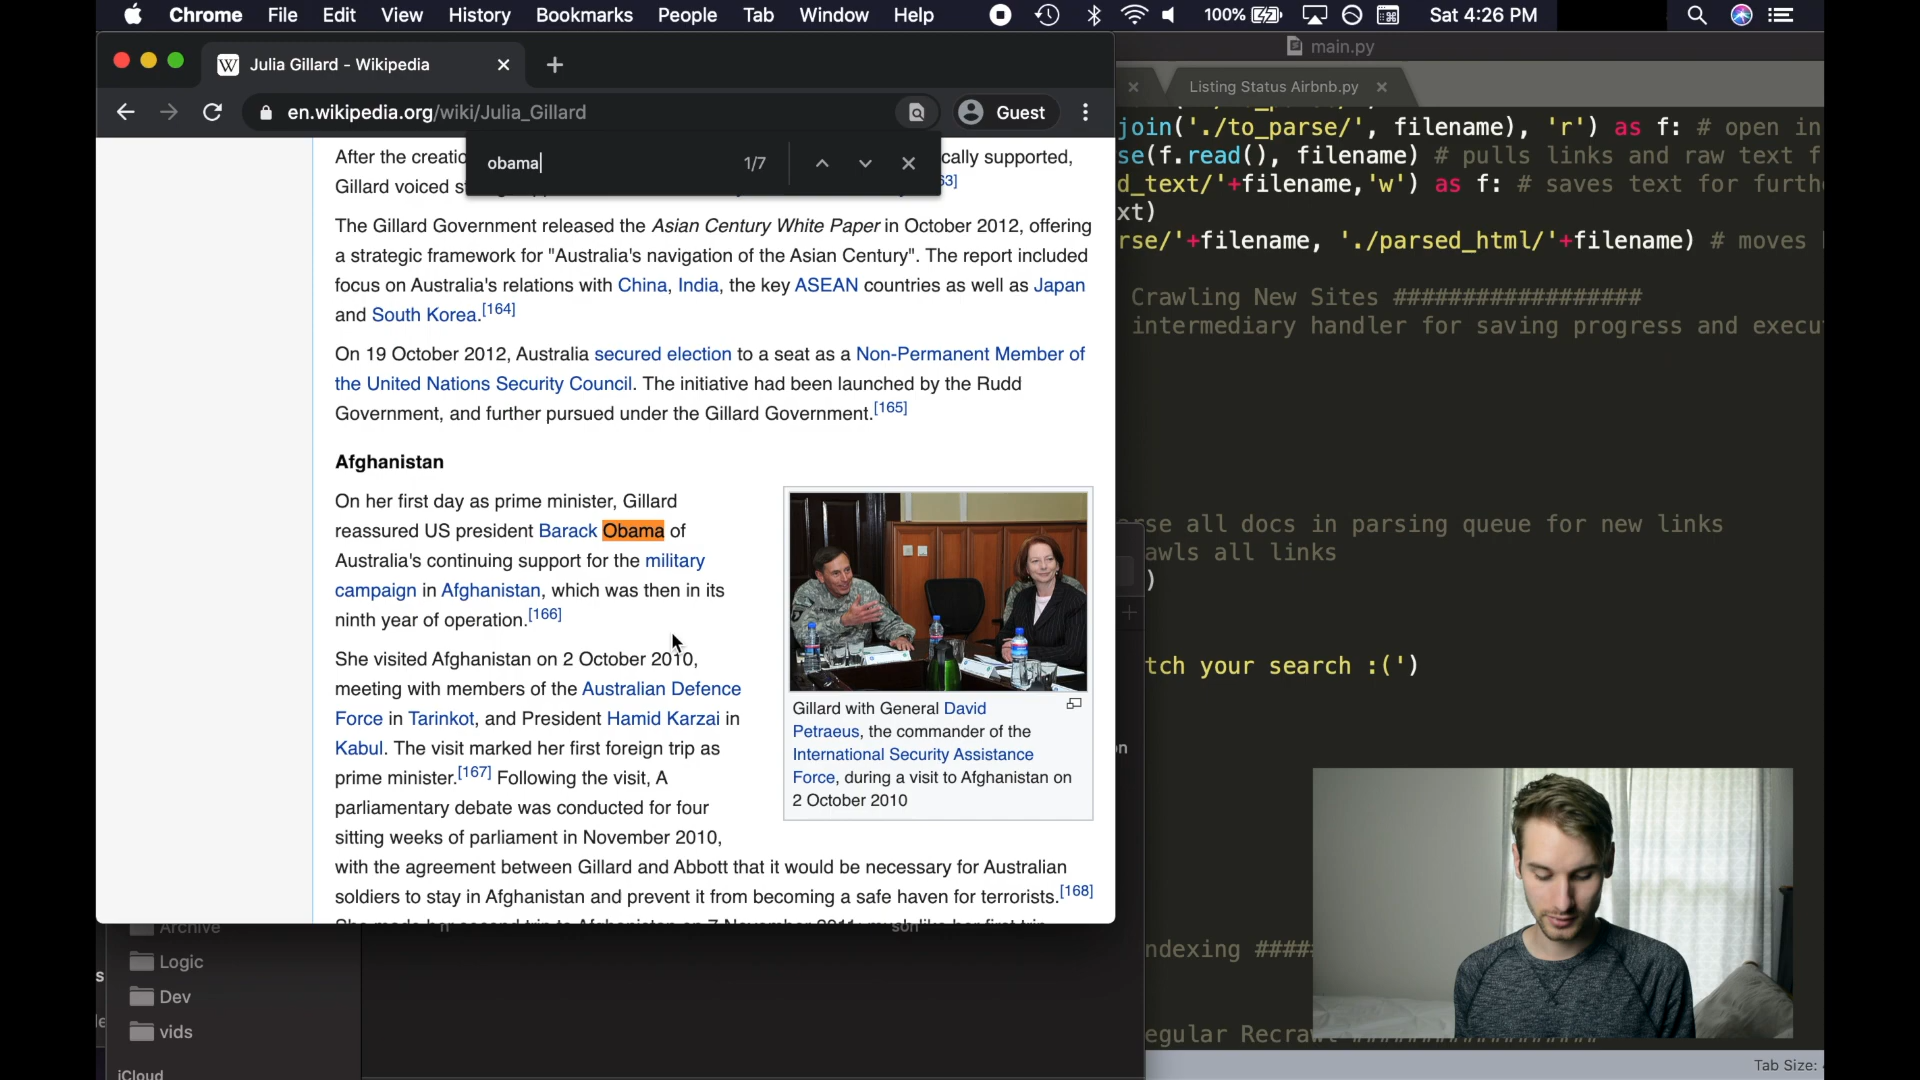 Chrome File Edit View History Bookmarks People Tab Window Help 100% Sat 4:26 PM
Julia Gillard - Wikipedia
en.wikipedia.org/wiki/Julia_Gillard Guest
obama 1/7
After the creatio cally supported,
Gillard voiced 63]
The Gillard Government released the Asian Century White Paper in October 2012, offering
a strategic framework for "Australia's navigation of the Asian Century". The report included
focus on Australia's relations with China, India, the key ASEAN countries as well as Japan
and South Korea.[164]
On 19 October 2012, Australia secured election to a seat as a Non-Permanent Member of
the United Nations Security Council. The initiative had been launched by the Rudd
Government, and further pursued under the Gillard Government.[165]
Afghanistan
On her first day as prime minister, Gillard
reassured US president Barack Obama of
Australia's continuing support for the military
campaign in Afghanistan, which was then in its
ninth year of operation.[166]
She visited Afghanistan on 2 October 2010,
meeting with members of the Australian Defence
Force in Tarinkot, and President Hamid Karzai in
Kabul. The visit marked her first foreign trip as
prime minister.[167] Following the visit, A
parliamentary debate was conducted for four
sitting weeks of parliament in November 2010,
with the agreement between Gillard and Abbott that it would be necessary for Australian
soldiers to stay in Afghanistan and prevent it from becoming a safe haven for terrorists.[168]
Gillard with General David
Petraeus, the commander of the
International Security Assistance
Force, during a visit to Afghanistan on
2 October 2010
Archive
Logic
Dev
vids
iCloud
main.py
Listing Status Airbnb.py
join('./to_parse/', filename), 'r') as f: # open in
se(f.read(), filename) # pulls links and raw text f
d_text/'+filename,'w') as f: # saves text for furth
xt)
rse/'+filename, './parsed_html/'+filename) # moves
Crawling New Sites ##################
intermediary handler for saving progress and execu
rse all docs in parsing queue for new links
awls all links
)
tch your search :(')
on
ndexing ####
egular Recrawl
Tab Size: